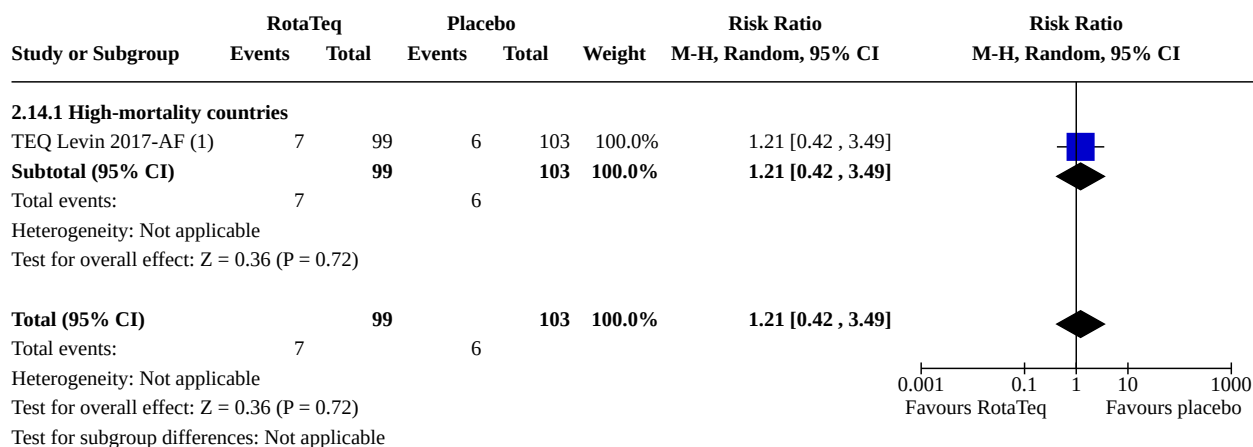 RotaTeq Placebo Risk Ratio Risk Ratio
Study or Subgroup Events Total Events Total Weight M-H, Random, 95% CI M-H, Random, 95% CI
2.14.1 High-mortality countries
TEQ Levin 2017-AF (1) 7 99 6 103 100.0% 1.21 [0.42 , 3.49]
Subtotal (95% CI) 99 103 100.0% 1.21 [0.42 , 3.49]
Total events: 7 6
Heterogeneity: Not applicable
Test for overall effect: Z = 0.36 (P = 0.72)
Total (95% CI) 99 103 100.0% 1.21 [0.42 , 3.49]
Total events: 7 6
Heterogeneity: Not applicable
0.001 0.1 1 10 1000
Test for overall effect: Z = 0.36 (P = 0.72) Favours RotaTeq Favours placebo
Test for subgroup differences: Not applicable